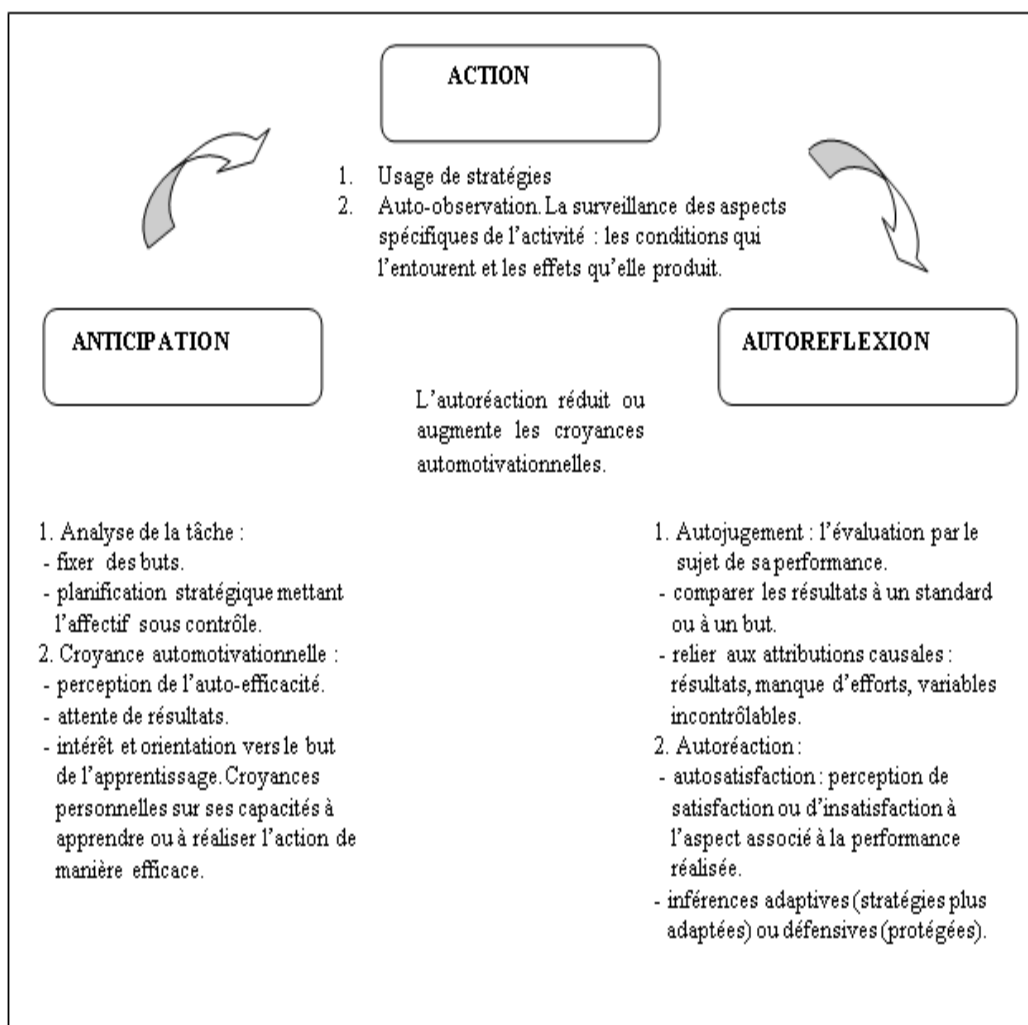 ACTION
1. Usage de stratégies
2. Auto-observation. La surveillance des aspects
spécifiques de l’activité : les conditions qui
l’entourent et les effets qu’elle produit.
ANTICIPATION
AUTOREFLEXION
L’autoréaction réduit ou
augmente les croyances
automotivationnelles.
1. Analyse de la tâche :
- fixer des buts.
- planification stratégique mettant
l’affectif sous contrôle.
2. Croyance automotivationnelle :
- perception de l’auto-efficacité.
- attente de résultats.
- intérêt et orientation vers le but
de l’apprentissage. Croyances
personnelles sur ses capacités à
apprendre ou à réaliser l’action de
manière efficace.
1. Autojugement : l’évaluation par le
sujet de sa performance.
- comparer les résultats à un standard
ou à un but.
- relier aux attributions causales :
résultats, manque d’efforts, variables
incontrôlables.
2. Autoréaction :
- autosatisfaction : perception de
satisfaction ou d’insatisfaction à
l’aspect associé à la performance
réalisée.
- inférences adaptives (stratégies plus
adaptées) ou défensives (protégées).